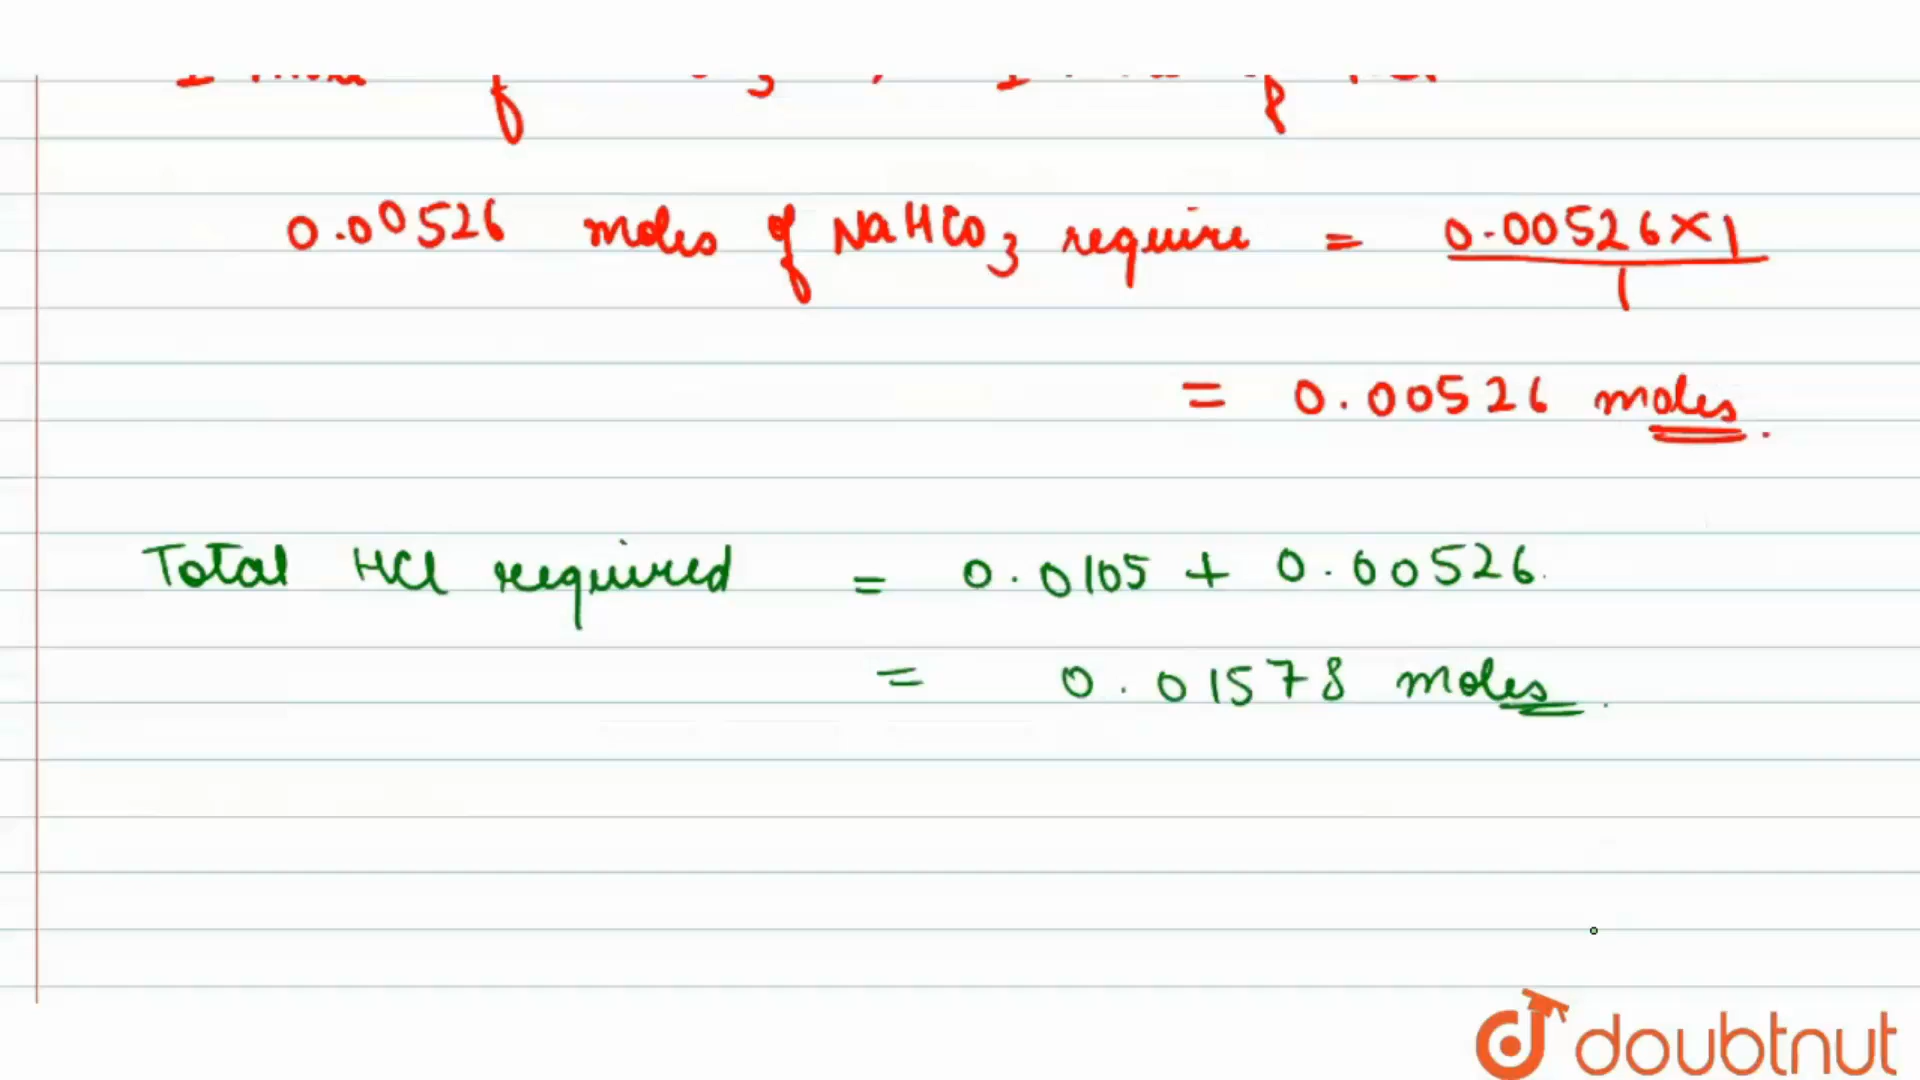 0.00526 moles of NaHCO3 require = 0.00526×1
1
= 0.00526 moles.
Total HCl required = 0.0105 + 0.00526.
= 0.01578 moles.
doubtnut